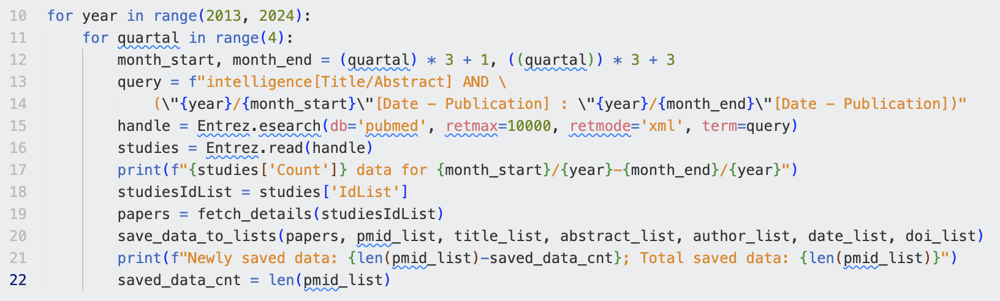 10 for year in range(2013, 2024):
11     for quartal in range(4):
12         month_start, month_end = (quartal) * 3 + 1, ((quartal)) * 3 + 3
13         query = f"intelligence[Title/Abstract] AND \
14             (\"{year}/{month_start}\"[Date - Publication] : \"{year}/{month_end}\"[Date - Publication])"
15         handle = Entrez.esearch(db='pubmed', retmax=10000, retmode='xml', term=query)
16         studies = Entrez.read(handle)
17         print(f"{studies['Count']} data for {month_start}/{year}-{month_end}/{year}")
18         studiesIdList = studies['IdList']
19         papers = fetch_details(studiesIdList)
20         save_data_to_lists(papers, pmid_list, title_list, abstract_list, author_list, date_list, doi_list)
21         print(f"Newly saved data: {len(pmid_list)-saved_data_cnt}; Total saved data: {len(pmid_list)}")
22         saved_data_cnt = len(pmid_list)